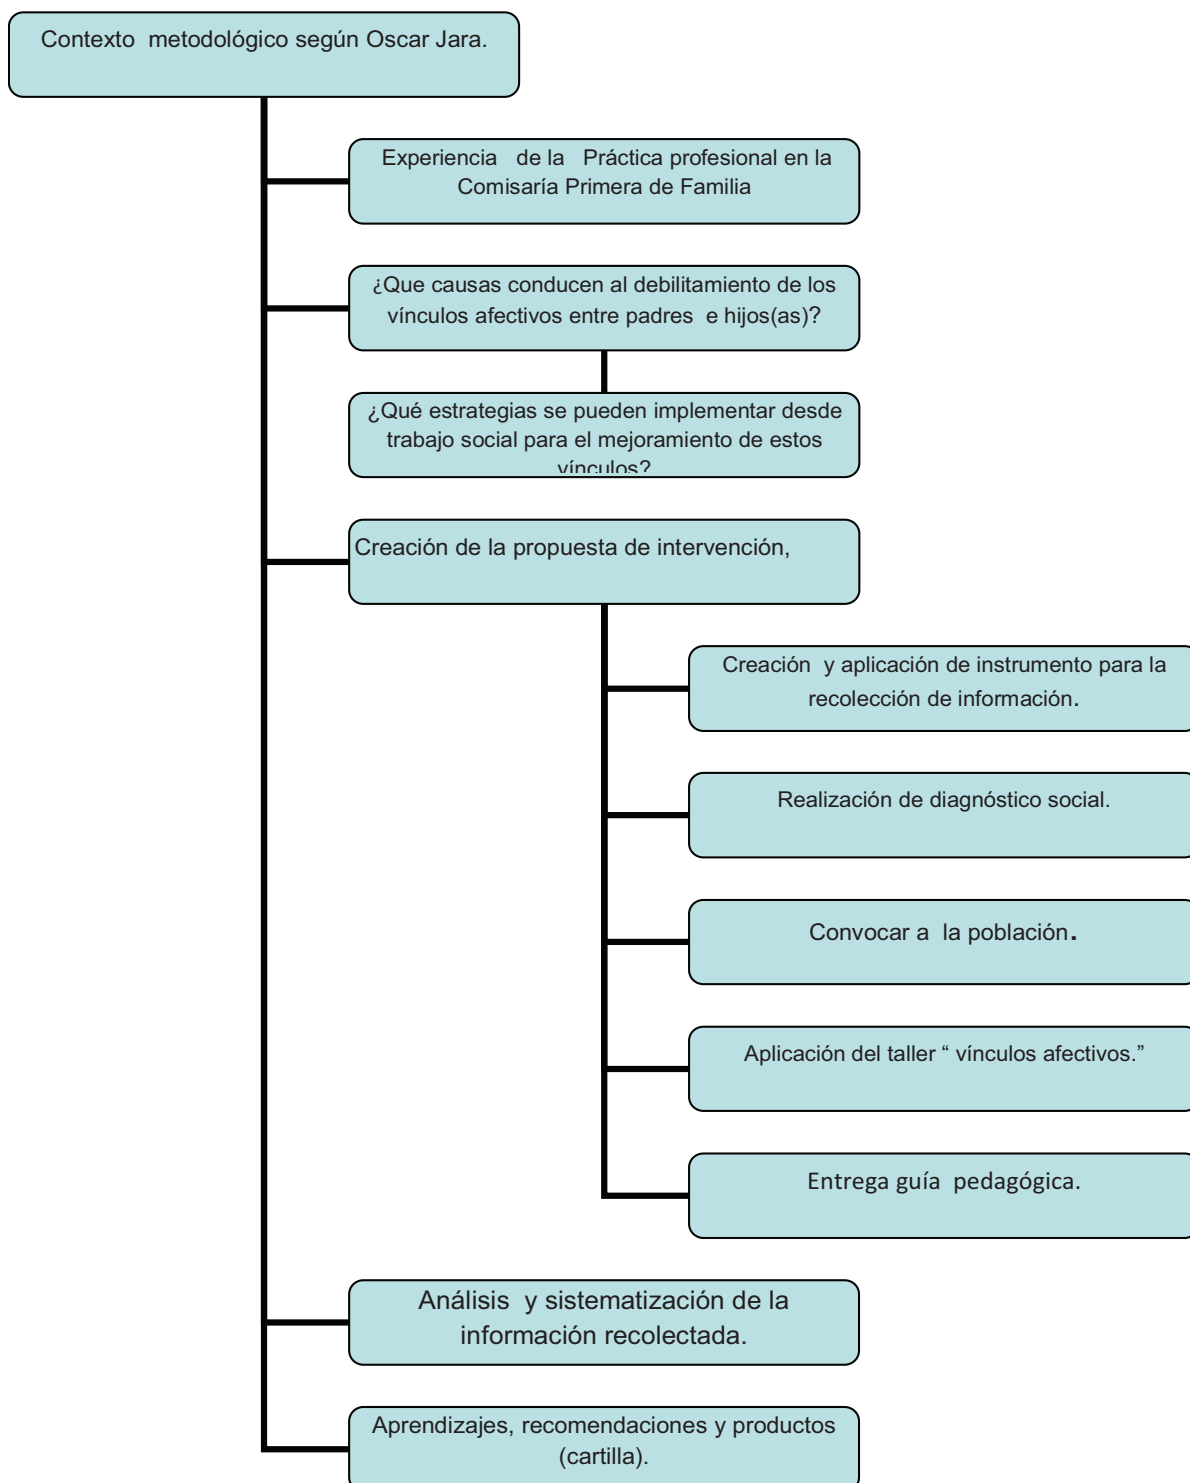 Contexto metodológico según Oscar Jara.
Experiencia de la Práctica profesional en la
Comisaría Primera de Familia
¿Que causas conducen al debilitamiento de los
vínculos afectivos entre padres e hijos(as)?
¿Qué estrategias se pueden implementar desde
trabajo social para el mejoramiento de estos
vínculos?
Creación de la propuesta de intervención,
Creación y aplicación de instrumento para la
recolección de información.
Realización de diagnóstico social.
Convocar a la población.
Aplicación del taller “ vínculos afectivos.”
Entrega guía pedagógica.
Análisis y sistematización de la
información recolectada.
Aprendizajes, recomendaciones y productos
(cartilla).